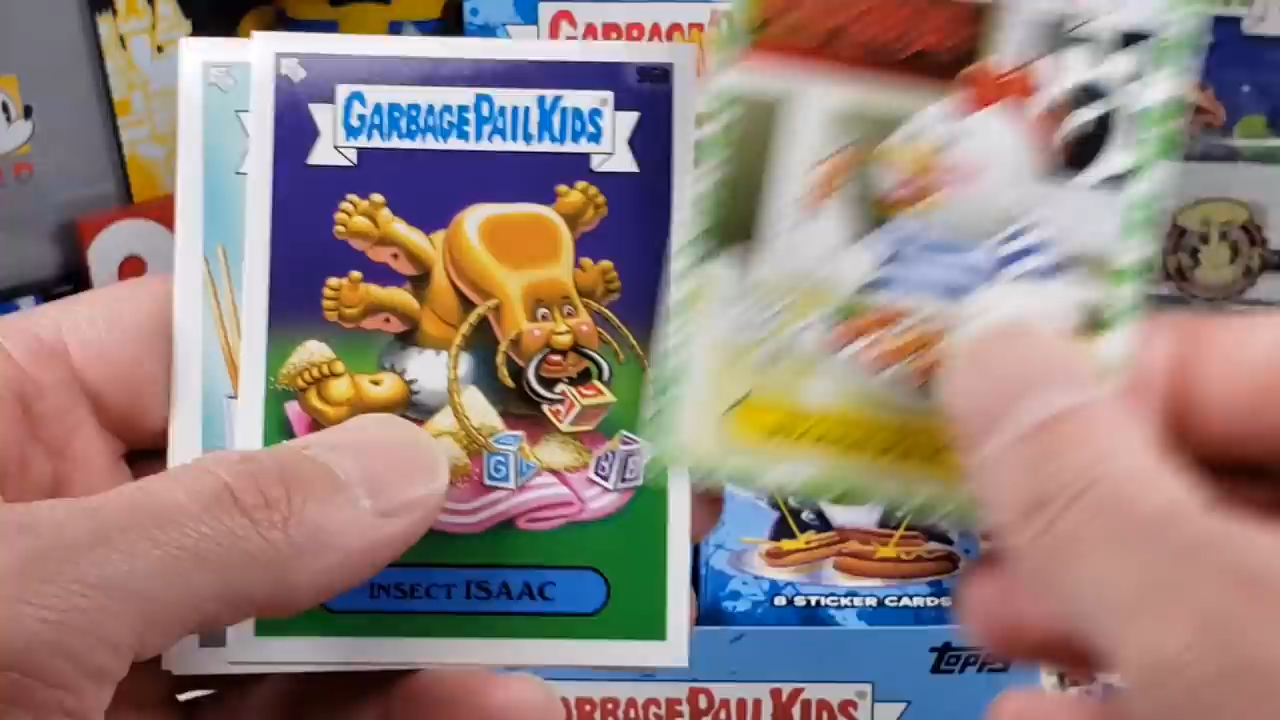 GARBAGE
GARBAGE PAIL KIDS
G
B
B
INSECT ISAAC
8 STICKER CARDS
TOPPS
GARBAGE PAIL KIDS